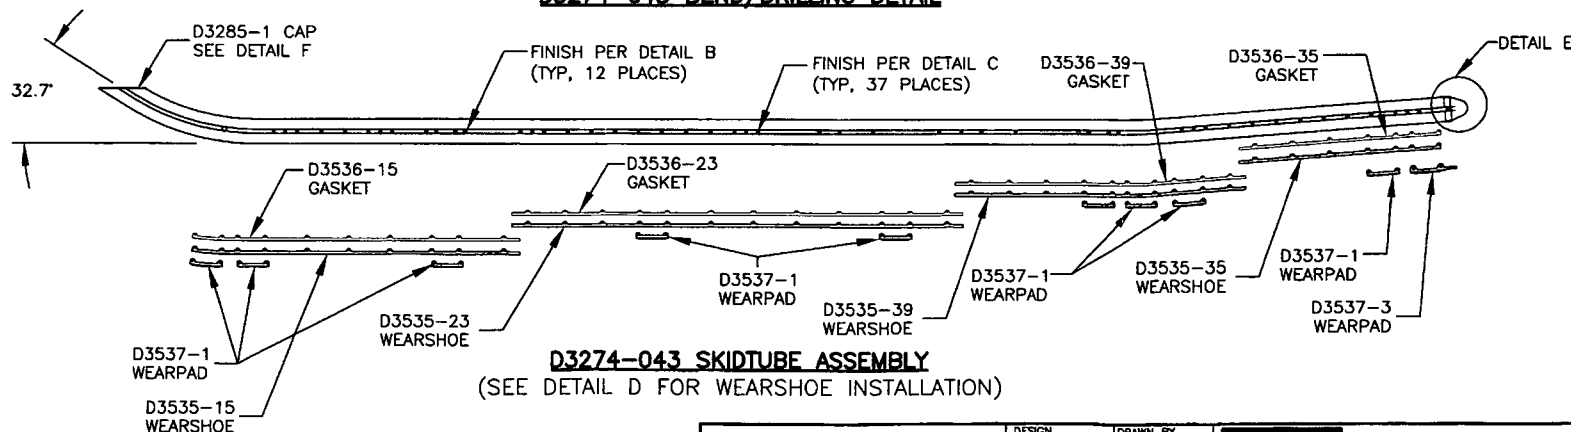 D3285-1 CAP
SEE DETAIL F
FINISH PER DETAIL B
(TYP, 12 PLACES)
FINISH PER DETAIL C
(TYP, 37 PLACES)
D3536-39
GASKET
D3536-35
GASKET
DETAIL E
32.7°
D3536-15
GASKET
D3536-23
GASKET
D3537-1
WEARPAD
D3535-15
WEARSHOE
D3535-23
WEARSHOE
D3537-1
WEARPAD
D3535-39
WEARSHOE
D3537-1
WEARPAD
D3535-35
WEARSHOE
D3537-1
WEARPAD
D3537-3
WEARPAD
D3274-043 SKIDTUBE ASSEMBLY
(SEE DETAIL D FOR WEARSHOE INSTALLATION)
DESIGN
DRAWN BY